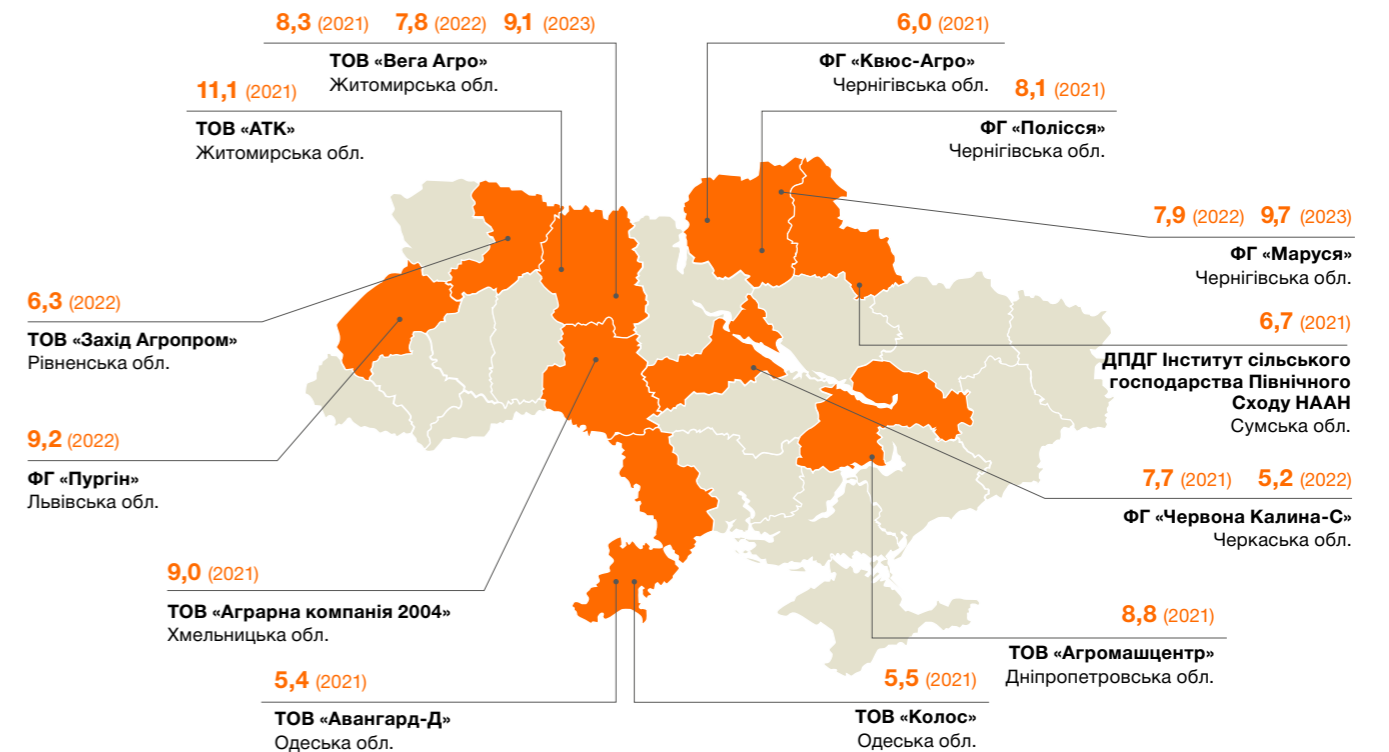 8,3 (2021) 7,8 (2022) 9,1 (2023)
ТОВ «Вега Агро»
Житомирська обл.
11,1 (2021)
ТОВ «АТК»
Житомирська обл.
6,0 (2021)
ФГ «Квюс-Агро»
Чернігівська обл.
8,1 (2021)
ФГ «Полісся»
Чернігівська обл.
7,9 (2022) 9,7 (2023)
ФГ «Маруся»
Чернігівська обл.
6,3 (2022)
ТОВ «Захід Агропром»
Рівненська обл.
6,7 (2021)
ДПДГ Інститут сільського
господарства Північного
Сходу НААН
Сумська обл.
9,2 (2022)
ФГ «Пургін»
Львівська обл.
7,7 (2021) 5,2 (2022)
ФГ «Червона Калина-С»
Черкаська обл.
9,0 (2021)
ТОВ «Аграрна компанія 2004»
Хмельницька обл.
8,8 (2021)
ТОВ «Агромашцентр»
Дніпропетровська обл.
5,4 (2021)
ТОВ «Авангард-Д»
Одеська обл.
5,5 (2021)
ТОВ «Колос»
Одеська обл.